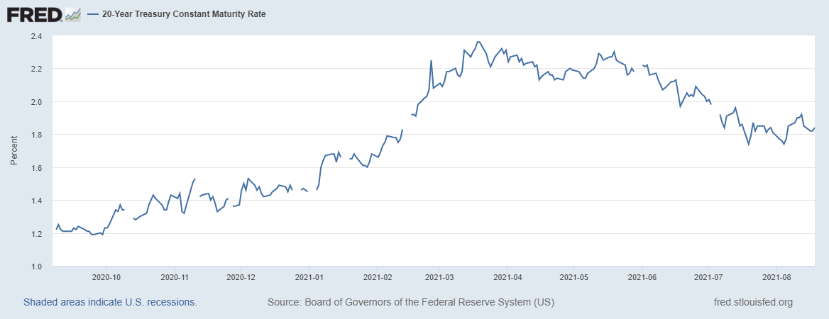 FRED
20-Year Treasury Constant Maturity Rate
2.4
2.2
2.0
1.8
1.6
1.4
1.2
1.0
Percent
2020-10 2020-11 2020-12 2021-01 2021-02 2021-03 2021-04 2021-05 2021-06 2021-07 2021-08
Shaded areas indicate U.S. recessions. Source: Board of Governors of the Federal Reserve System (US) fred.stlouisfed.org